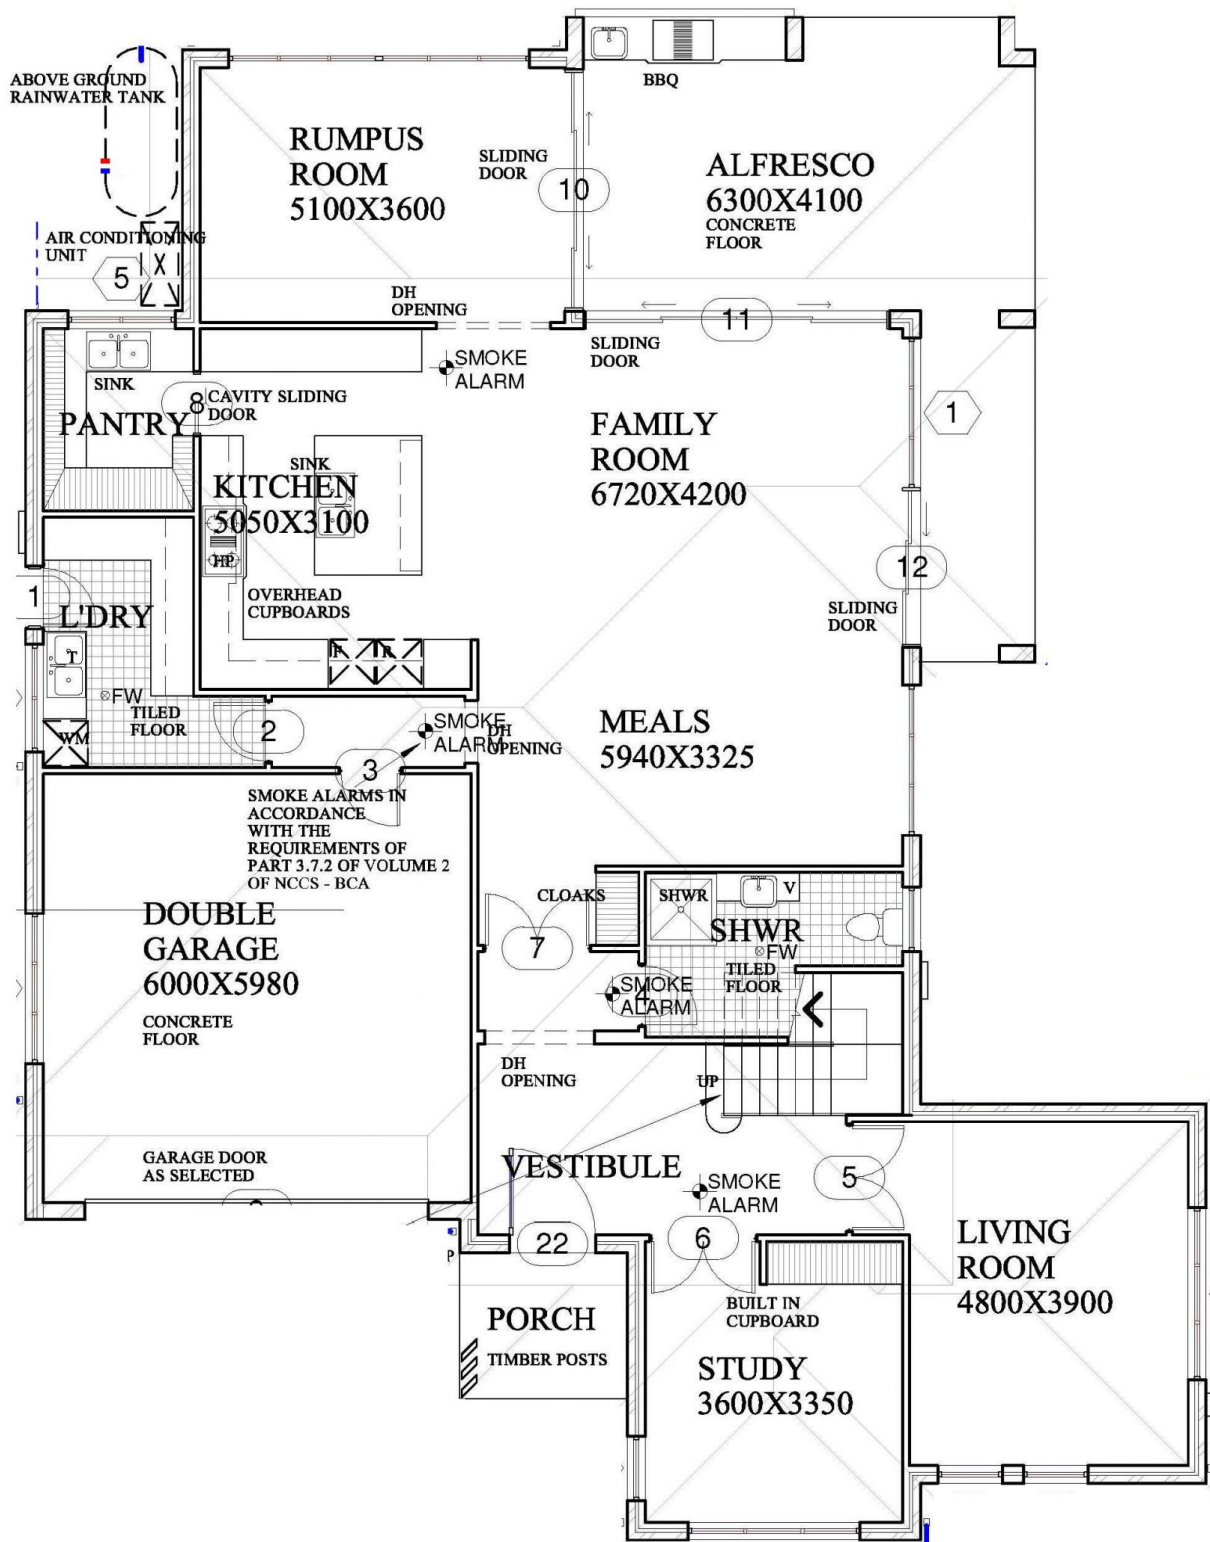 BBQ
ABOVE GROUND
RAINWATER TANK
RUMPUS
ROOM
5100X3600
SLIDING
DOOR
10
ALFRESCO
6300X4100
CONCRETE
FLOOR
AIR CONDITIONING
UNIT
5
DH
OPENING
11
SLIDING
DOOR
SMOKE
ALARM
SINK
8
CAVITY SLIDING
DOOR
PANTRY
1
FAMILY
ROOM
6720X4200
SINK
KITCHEN
5050X3100
HP
OVERHEAD
CUPBOARDS
12
SLIDING
DOOR
1
L'DRY
T
F
R
FW
TILED
FLOOR
WM
2
SMOKE
ALARM
DH
OPENING
MEALS
5940X3325
3
SMOKE ALARMS IN
ACCORDANCE
WITH THE
REQUIREMENTS OF
PART 3.7.2 OF VOLUME 2
OF NCCS - BCA
CLOAKS
SHWR
V
DOUBLE
GARAGE
6000X5980
CONCRETE
FLOOR
7
SHWR
FW
TILED
FLOOR
4
SMOKE
ALARM
DH
OPENING
UP
GARAGE DOOR
AS SELECTED
VESTIBULE
SMOKE
ALARM
5
6
22
P
LIVING
ROOM
4800X3900
PORCH
TIMBER POSTS
BUILT IN
CUPBOARD
STUDY
3600X3350